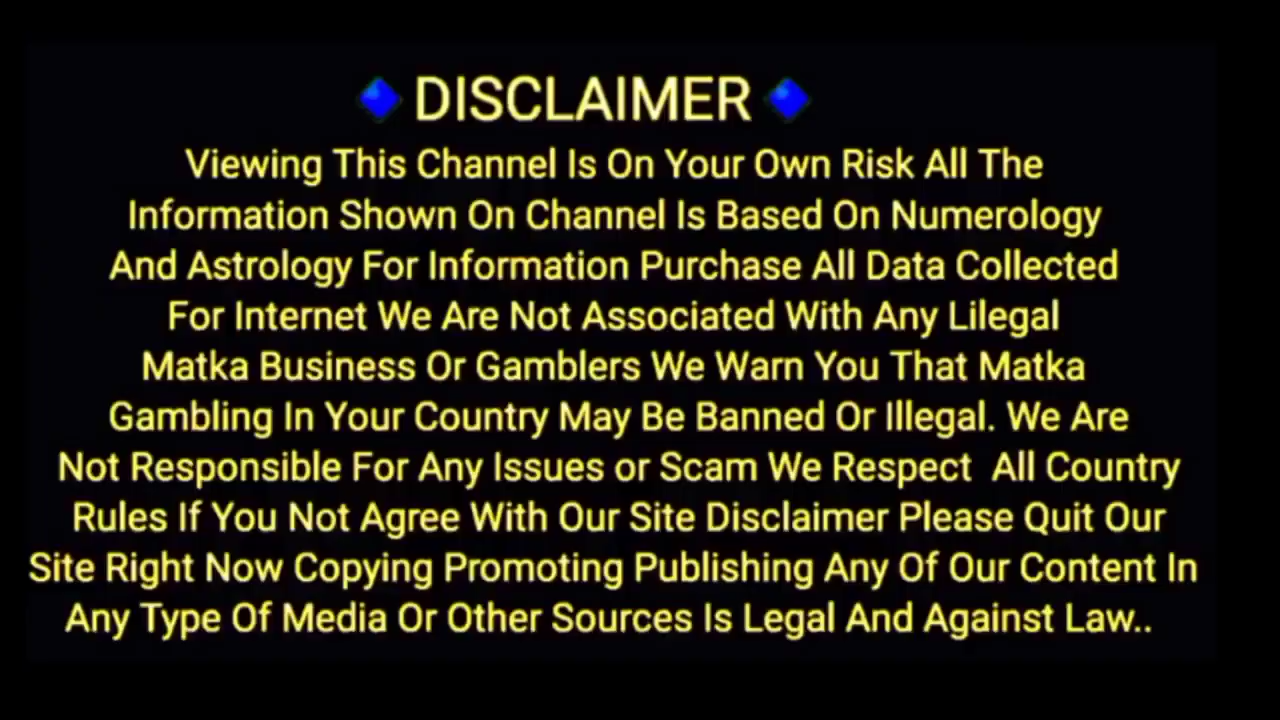 DISCLAIMER
Viewing This Channel Is On Your Own Risk All The
Information Shown On Channel Is Based On Numerology
And Astrology For Information Purchase All Data Collected
For Internet We Are Not Associated With Any Lilegal
Matka Business Or Gamblers We Warn You That Matka
Gambling In Your Country May Be Banned Or Illegal. We Are
Not Responsible For Any Issues or Scam We Respect  All Country
Rules If You Not Agree With Our Site Disclaimer Please Quit Our
Site Right Now Copying Promoting Publishing Any Of Our Content In
Any Type Of Media Or Other Sources Is Legal And Against Law..